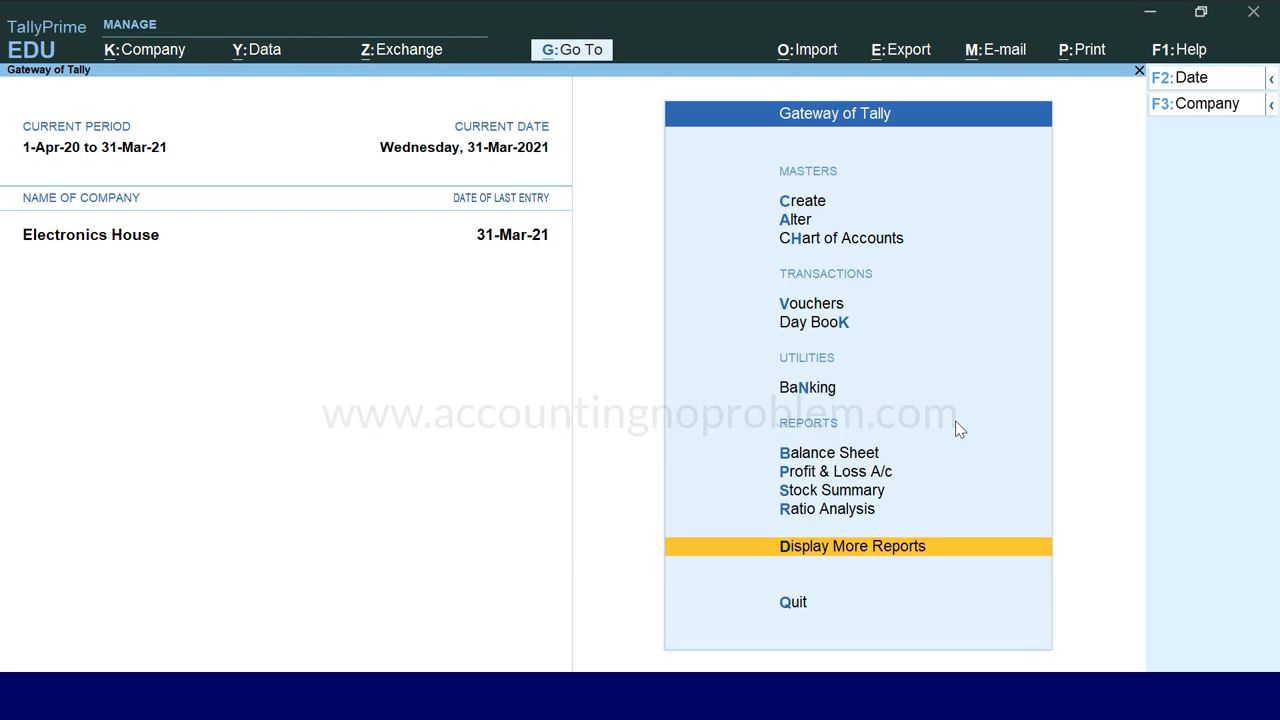 TallyPrime
EDU
MANAGE
K:Company Y:Data Z:Exchange G:Go To O:Import E:Export M:E-mail P:Print F1:Help
Gateway of Tally
F2:Date
F3:Company
CURRENT PERIOD CURRENT DATE
1-Apr-20 to 31-Mar-21 Wednesday, 31-Mar-2021
NAME OF COMPANY DATE OF LAST ENTRY
Electronics House 31-Mar-21
Gateway of Tally
MASTERS
Create
Alter
CHart of Accounts
TRANSACTIONS
Vouchers
Day BooK
UTILITIES
BaNking
www.accountingnoproblem.com
REPORTS
Balance Sheet
Profit & Loss A/c
Stock Summary
Ratio Analysis
Display More Reports
Quit